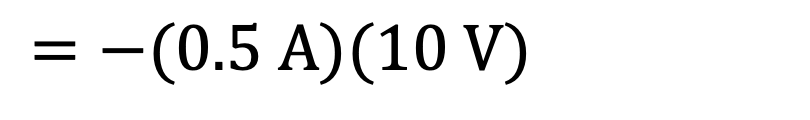 = −(0.5 A)(10 V)